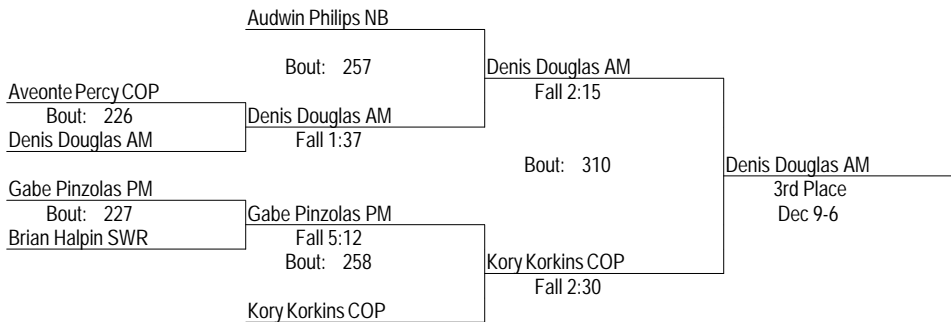 Audwin Philips NB
Bout: 257
Denis Douglas AM
Fall 2:15
Aveonte Percy COP
Bout: 226
Denis Douglas AM
Denis Douglas AM
Fall 1:37
Bout: 310
Denis Douglas AM
3rd Place
Dec 9-6
Gabe Pinzolas PM
Bout: 227
Brian Halpin SWR
Gabe Pinzolas PM
Fall 5:12
Bout: 258
Kory Korkins COP
Fall 2:30
Kory Korkins COP